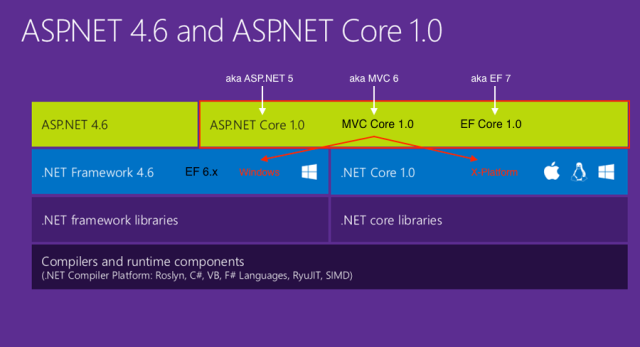 ASP.NET 4.6 and ASP.NET Core 1.0
aka ASP.NET 5 aka MVC 6 aka EF 7
ASP.NET 4.6 ASP.NET Core 1.0 MVC Core 1.0 EF Core 1.0
.NET Framework 4.6 EF 6.x Windows .NET Core 1.0 X-Platform
.NET framework libraries .NET core libraries
Compilers and runtime components
(.NET Compiler Platform: Roslyn, C#, VB, F# Languages, RyuJIT, SIMD)